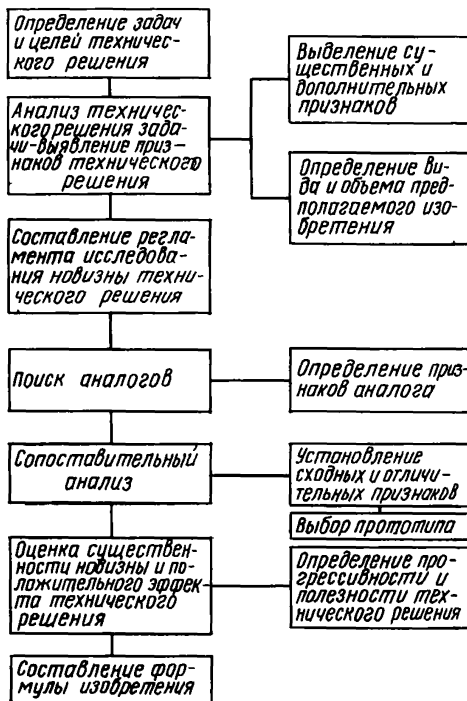 Определение задач
и целей техничес-
кого решения
Выделение су-
щественных и
дополнительных
признаков
Анализ техничес-
кого решения зада-
чи-выявление приз-
наков технического
решения
Определение ви-
да и объема пред-
полагаемого изо-
бретения
Составление регла-
мента исследова-
ния новизны техни-
ческого решения
Поиск аналогов
Определение приз-
наков аналога
Сопоставительный
анализ
Установление
сходных и отличи-
тельных признаков
Выбор прототипа
Оценка существен-
ности новизны и по-
ложительного эффек-
та технического
решения
Определение про-
грессивности и
полезности тех-
нического решения
Составление фор-
мулы изобретения